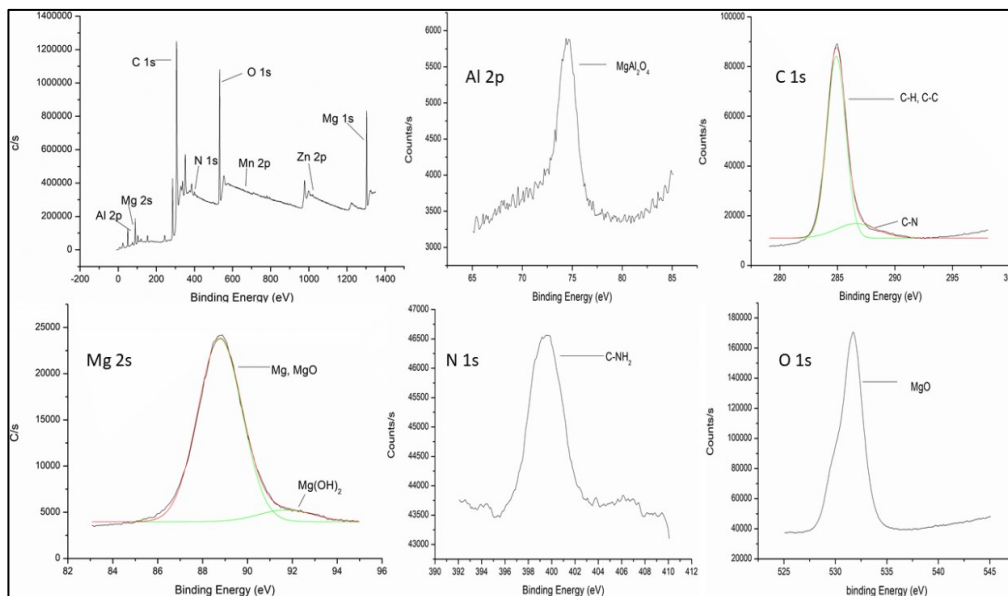 1400000
1200000
1000000
800000
600000
400000
200000
0
c/s
C 1s
O 1s
Mg 1s
N 1s
Mn 2p
Zn 2p
Mg 2s
Al 2p
-200 0 200 400 600 800 1000 1200 1400
Binding Energy (eV)
6000
5500
5000
4500
4000
3500
3000
Counts/s
Al 2p
MgAl₂O₄
65 70 75 80 85
Binding Energy (eV)
100000
80000
60000
40000
20000
0
Counts/s
C 1s
C-H, C-C
C-N
280 285 290 295
Binding Energy (eV)
25000
20000
15000
10000
5000
0
C/s
Mg 2s
Mg, MgO
Mg(OH)₂
82 84 86 88 90 92 94 96
Binding Energy (eV)
47000
46500
46000
45500
45000
44500
44000
43500
43000
Counts/s
N 1s
C-NH₂
390 392 394 396 398 400 402 404 406 408 410 412
Binding Energy (eV)
180000
160000
140000
120000
100000
80000
60000
40000
20000
Counts/s
O 1s
MgO
525 530 535 540 545
binding Energy (eV)